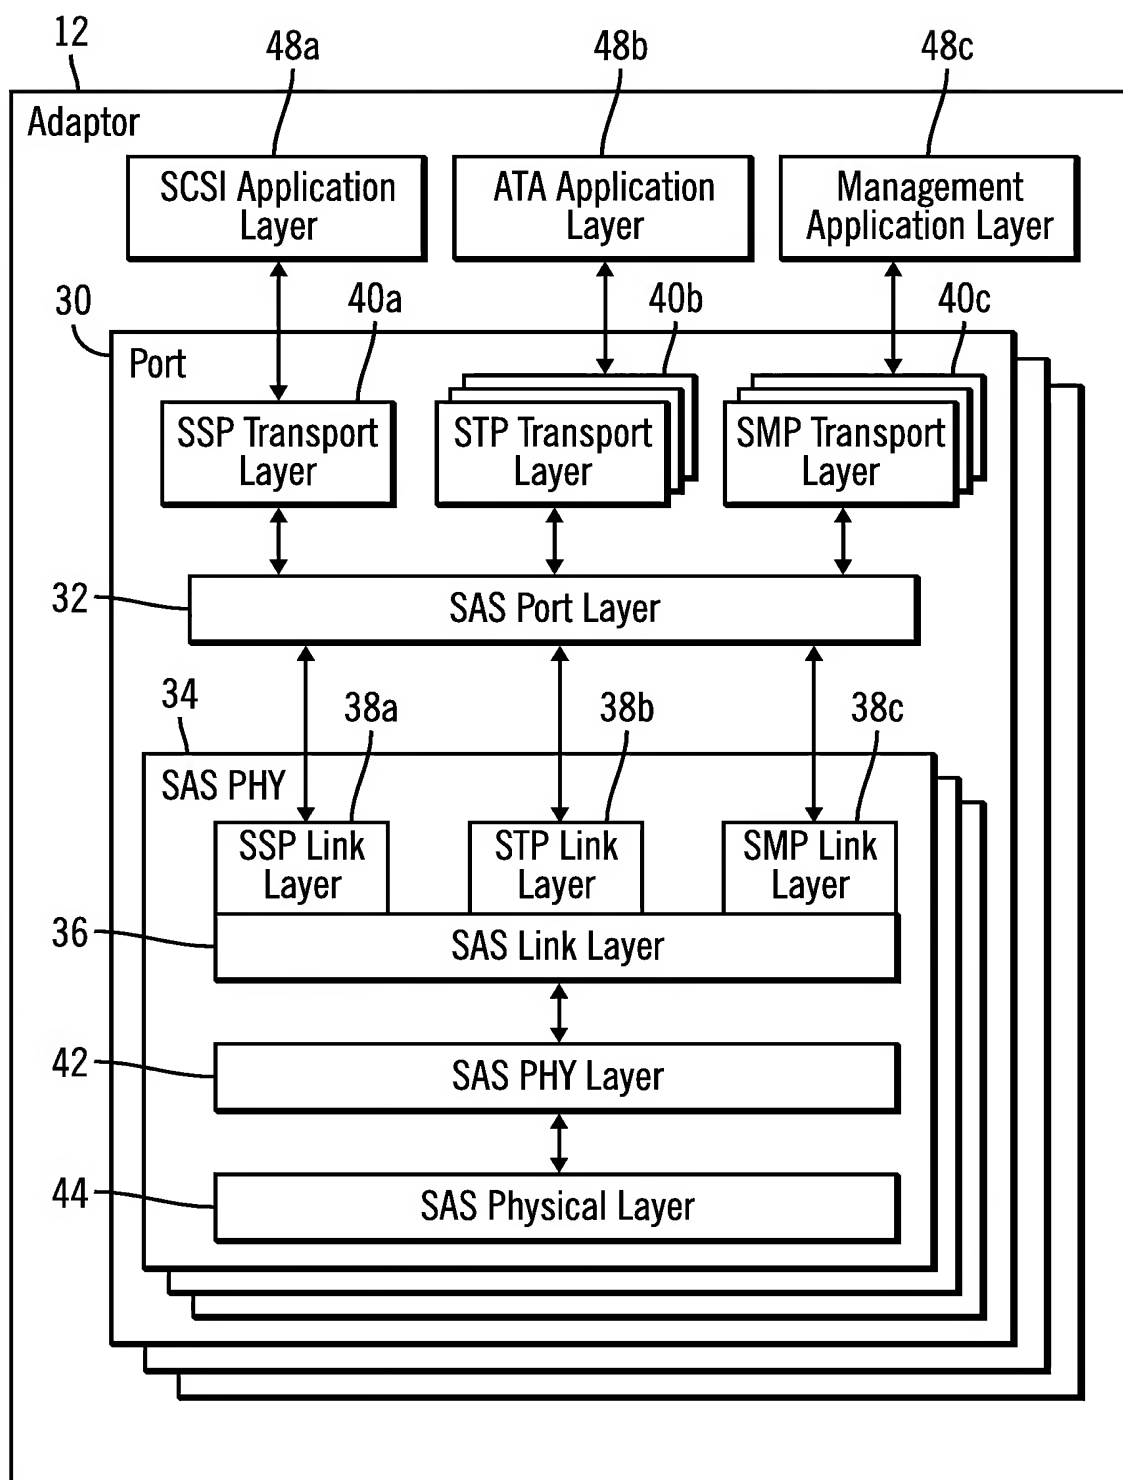 12
48a
48b
48c
Adaptor
SCSI Application
Layer
ATA Application
Layer
Management
Application Layer
30
40a
40b
40c
Port
SSP Transport
Layer
STP Transport
Layer
SMP Transport
Layer
32
SAS Port Layer
34
38a
38b
38c
SAS PHY
SSP Link
Layer
STP Link
Layer
SMP Link
Layer
36
SAS Link Layer
42
SAS PHY Layer
44
SAS Physical Layer